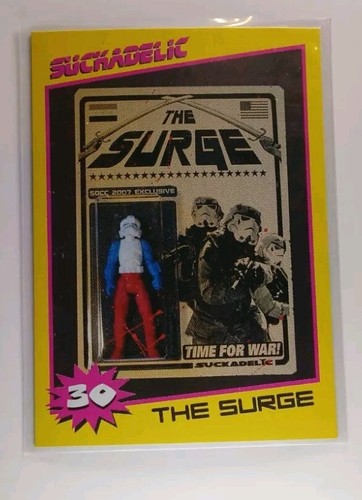 SUCKADELIC
THE
SURGE
SDCC 2007 EXCLUSIVE
TIME FOR WAR!
SUCKADELIC
30
THE SURGE